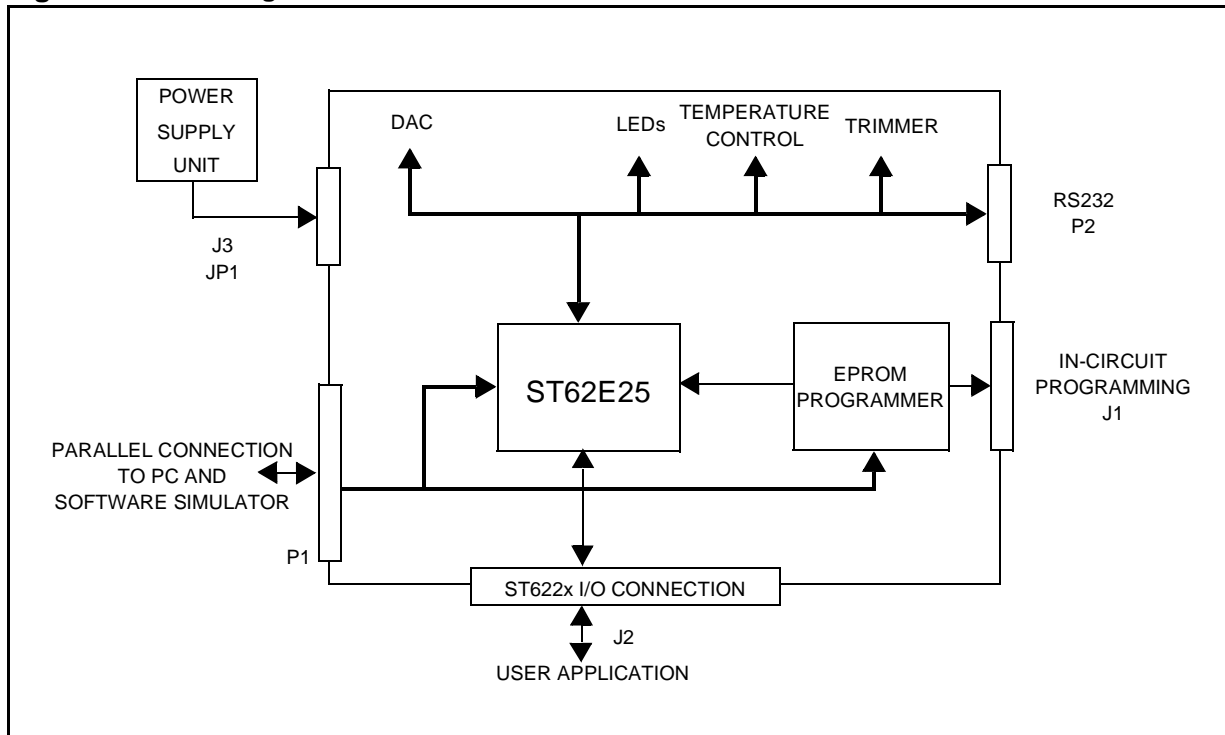 POWER
SUPPLY
UNIT
J3
JP1
DAC
LEDs
TEMPERATURE
CONTROL
TRIMMER
RS232
P2
ST62E25
EPROM
PROGRAMMER
IN-CIRCUIT
PROGRAMMING
J1
PARALLEL CONNECTION
TO PC AND
SOFTWARE SIMULATOR
P1
ST622x I/O CONNECTION
J2
USER APPLICATION